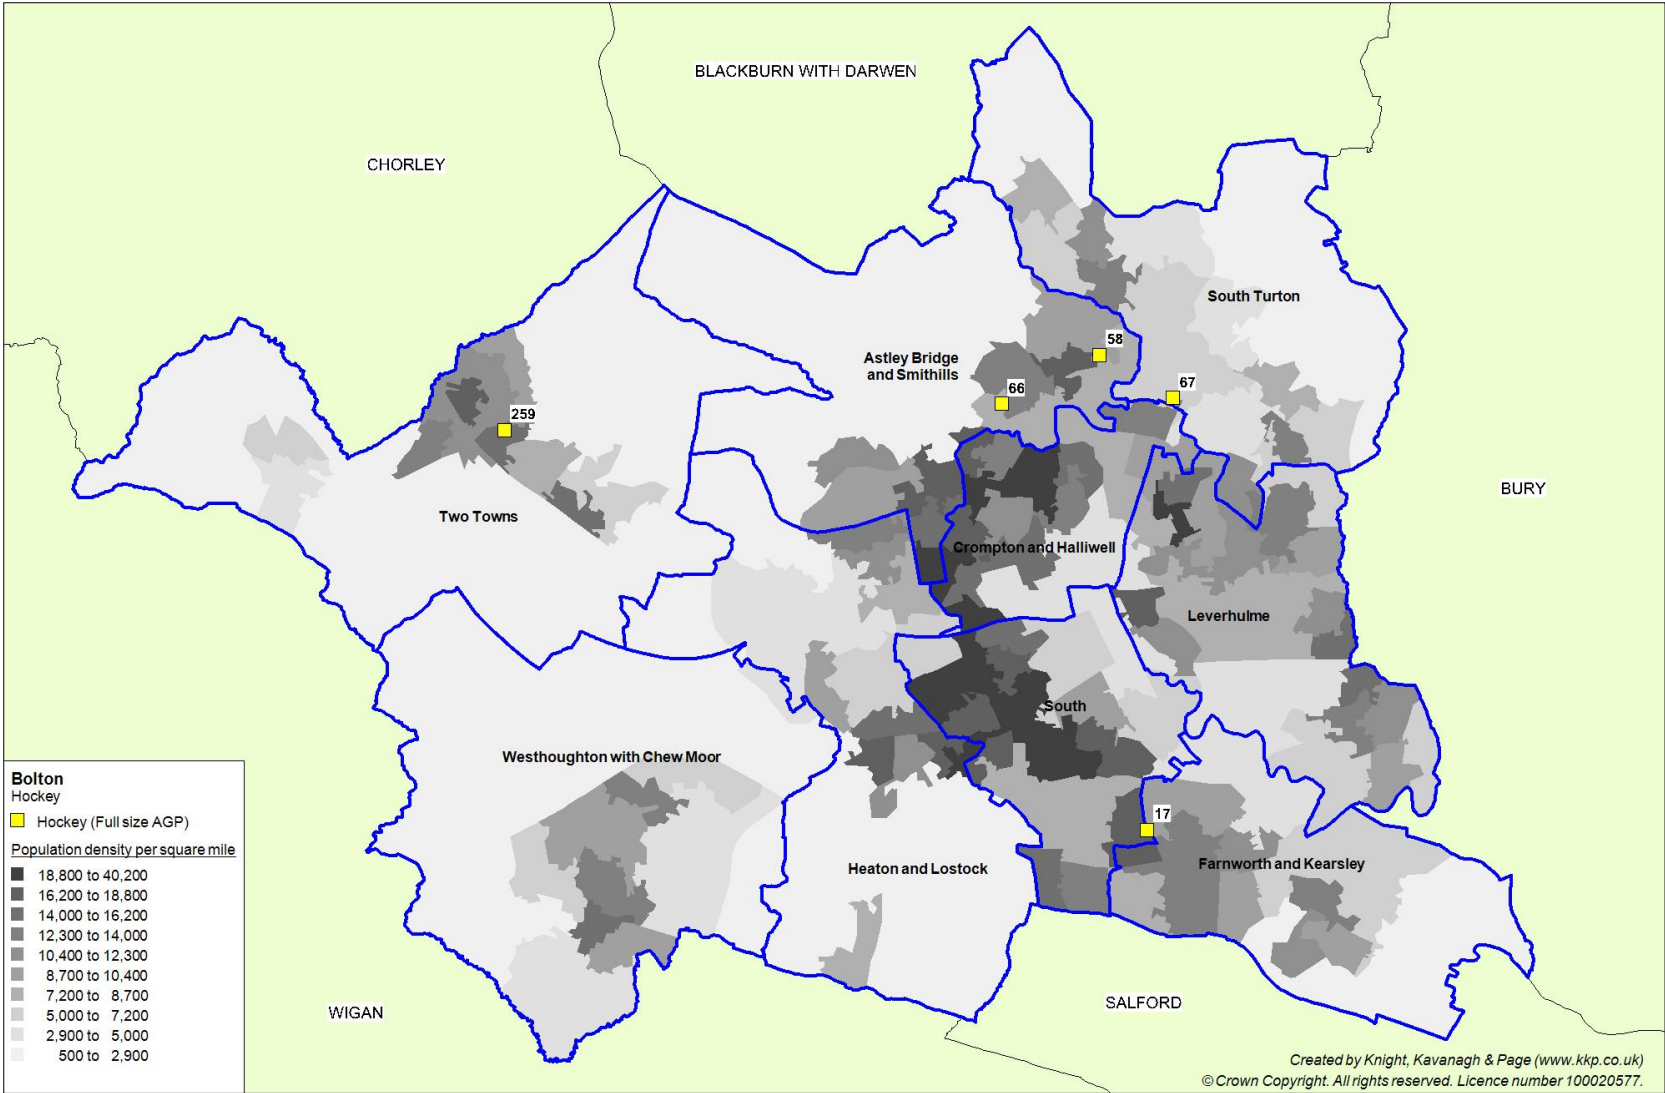 BLACKBURN WITH DARWEN
CHORLEY
South Turton
58
Astley Bridge
and Smithills
66
67
259
BURY
Two Towns
Crompton and Halliwell
Leverhulme
South
Westhoughton with Chew Moor
17
Heaton and Lostock
Farnworth and Kearsley
WIGAN
SALFORD
Bolton
Hockey
Hockey (Full size AGP)
Population density per square mile
18,800 to 40,200
16,200 to 18,800
14,000 to 16,200
12,300 to 14,000
10,400 to 12,300
8,700 to 10,400
7,200 to 8,700
5,000 to 7,200
2,900 to 5,000
500 to 2,900
Created by Knight, Kavanagh & Page (www.kkp.co.uk)
© Crown Copyright. All rights reserved. Licence number 100020577.